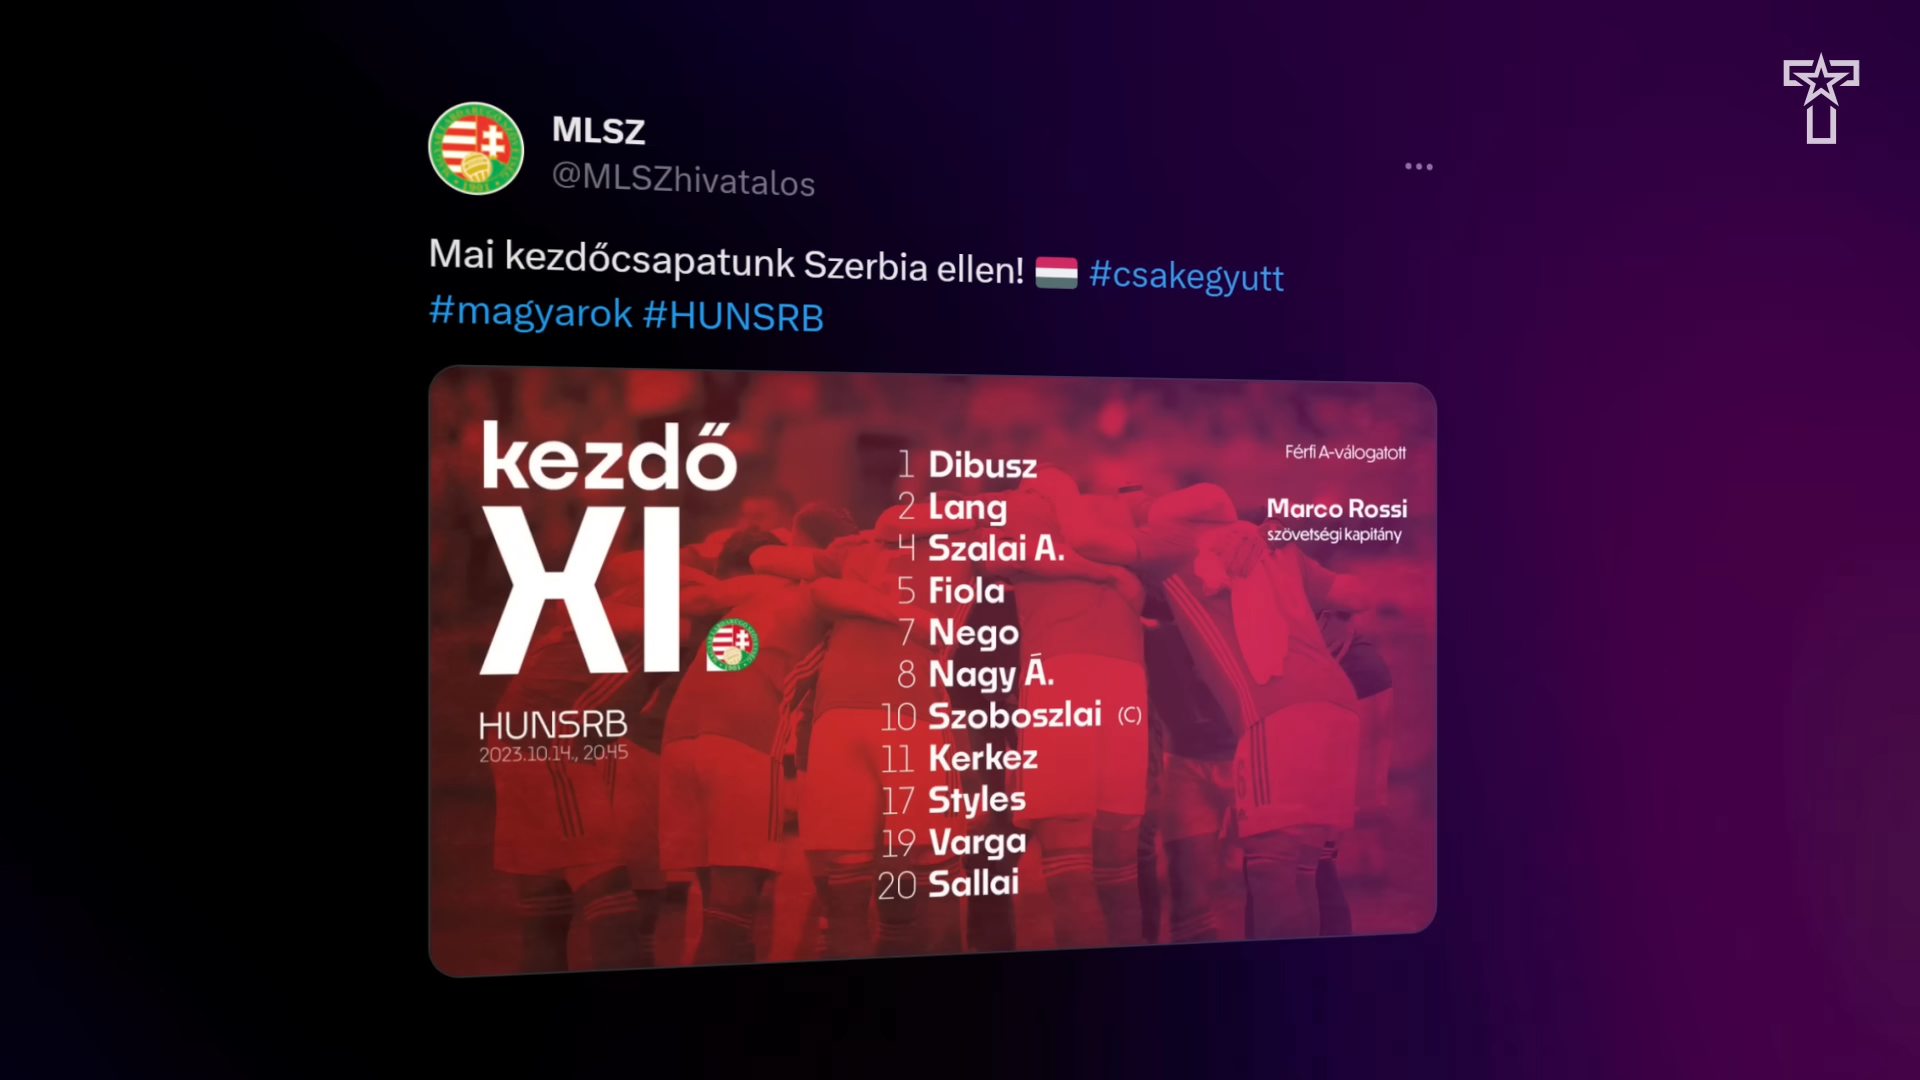 MLSZ
@MLSZhivatalos
Mai kezdőcsapatunk Szerbia ellen! #csakegyutt
#magyarok #HUNSRB
kezdő
XI
HUNSRB
2023.10.14., 20:45
1 Dibusz
2 Lang
4 Szalai A.
5 Fiola
7 Nego
8 Nagy Á.
10 Szoboszlai (C)
11 Kerkez
17 Styles
19 Varga
20 Sallai
Férfi A-válogatott
Marco Rossi
szövetségi kapitány